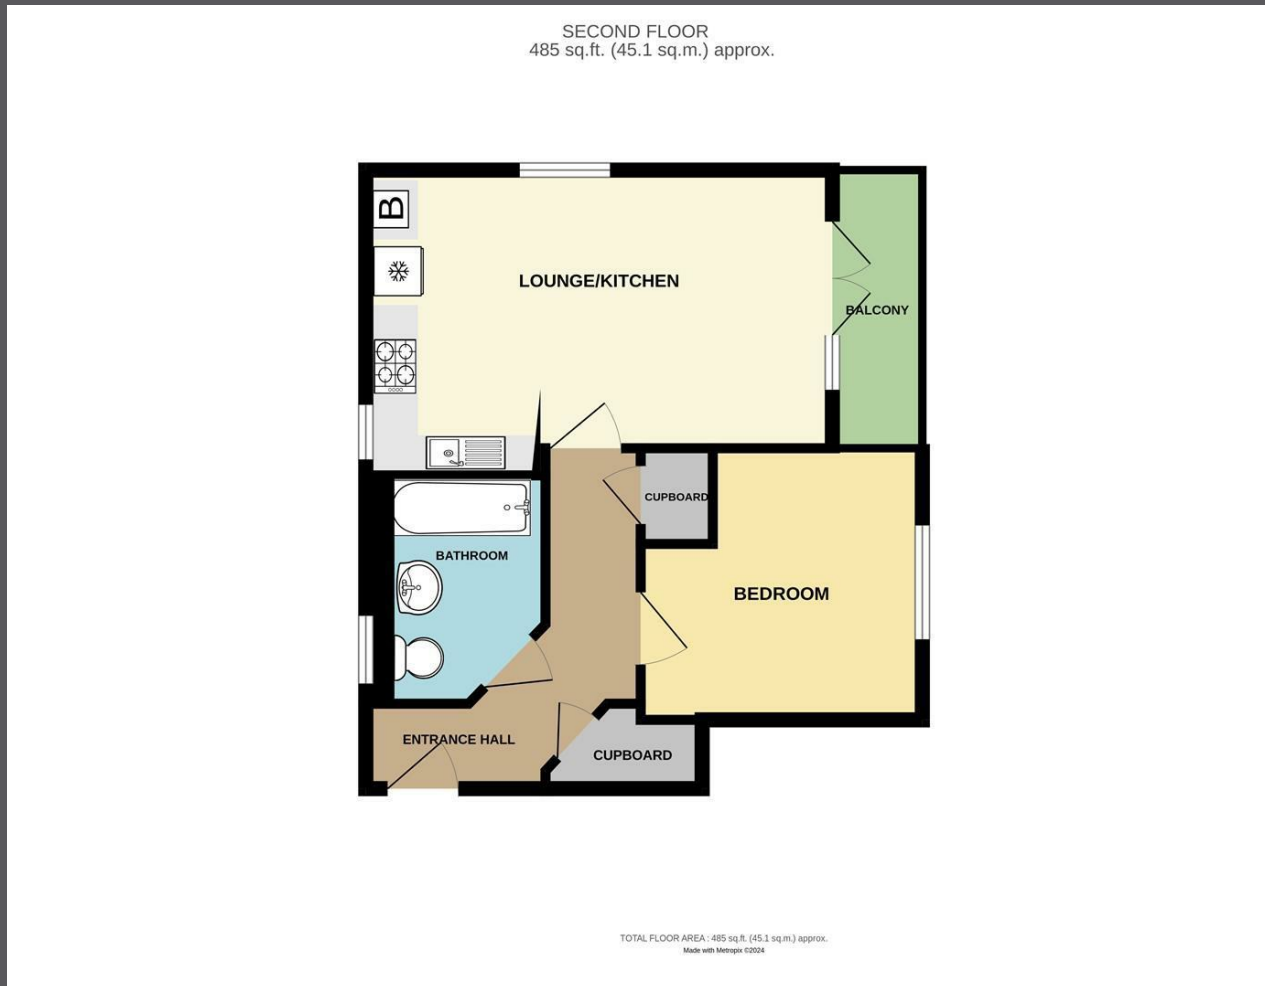 SECOND FLOOR
485 sq.ft. (45.1 sq.m.) approx.
B
LOUNGE/KITCHEN
BALCONY
CUPBOARD
BATHROOM
BEDROOM
ENTRANCE HALL
CUPBOARD
TOTAL FLOOR AREA : 485 sq.ft. (45.1 sq.m.) approx.
Made with Metropix ©2024